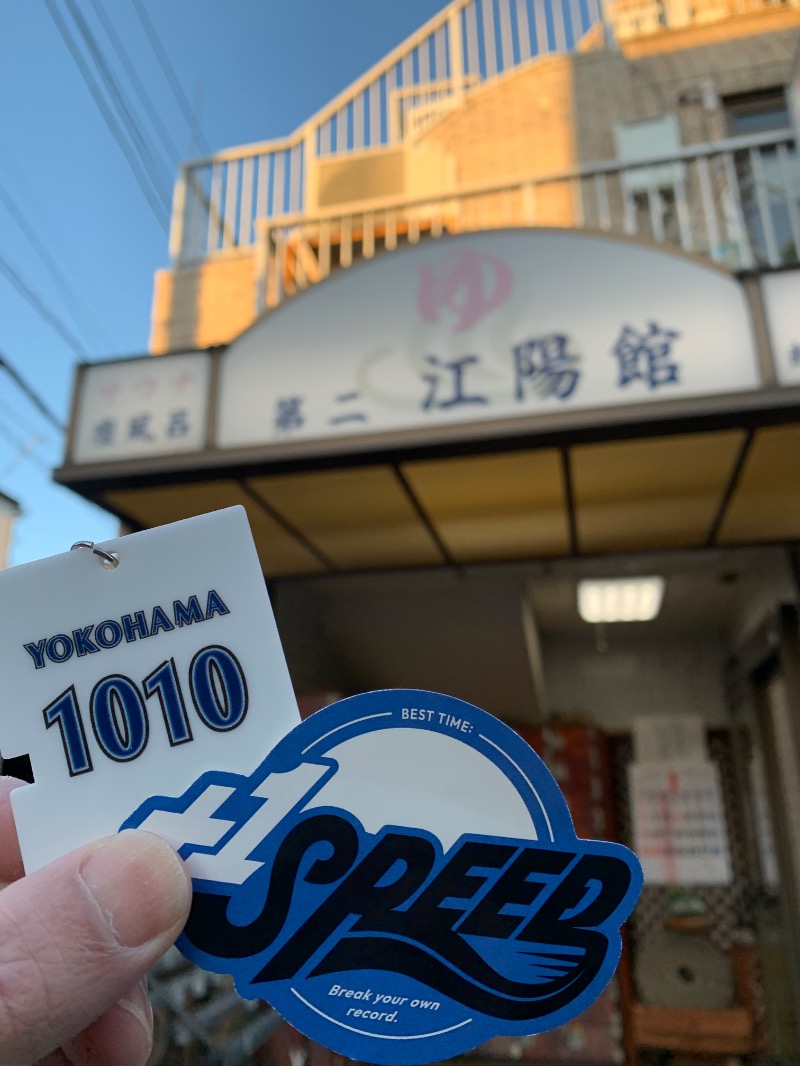 ゆ
サウナ
座風呂
第二 江陽館
YOKOHAMA
1010
BEST TIME:
+1
SPEED
Break your own
record.